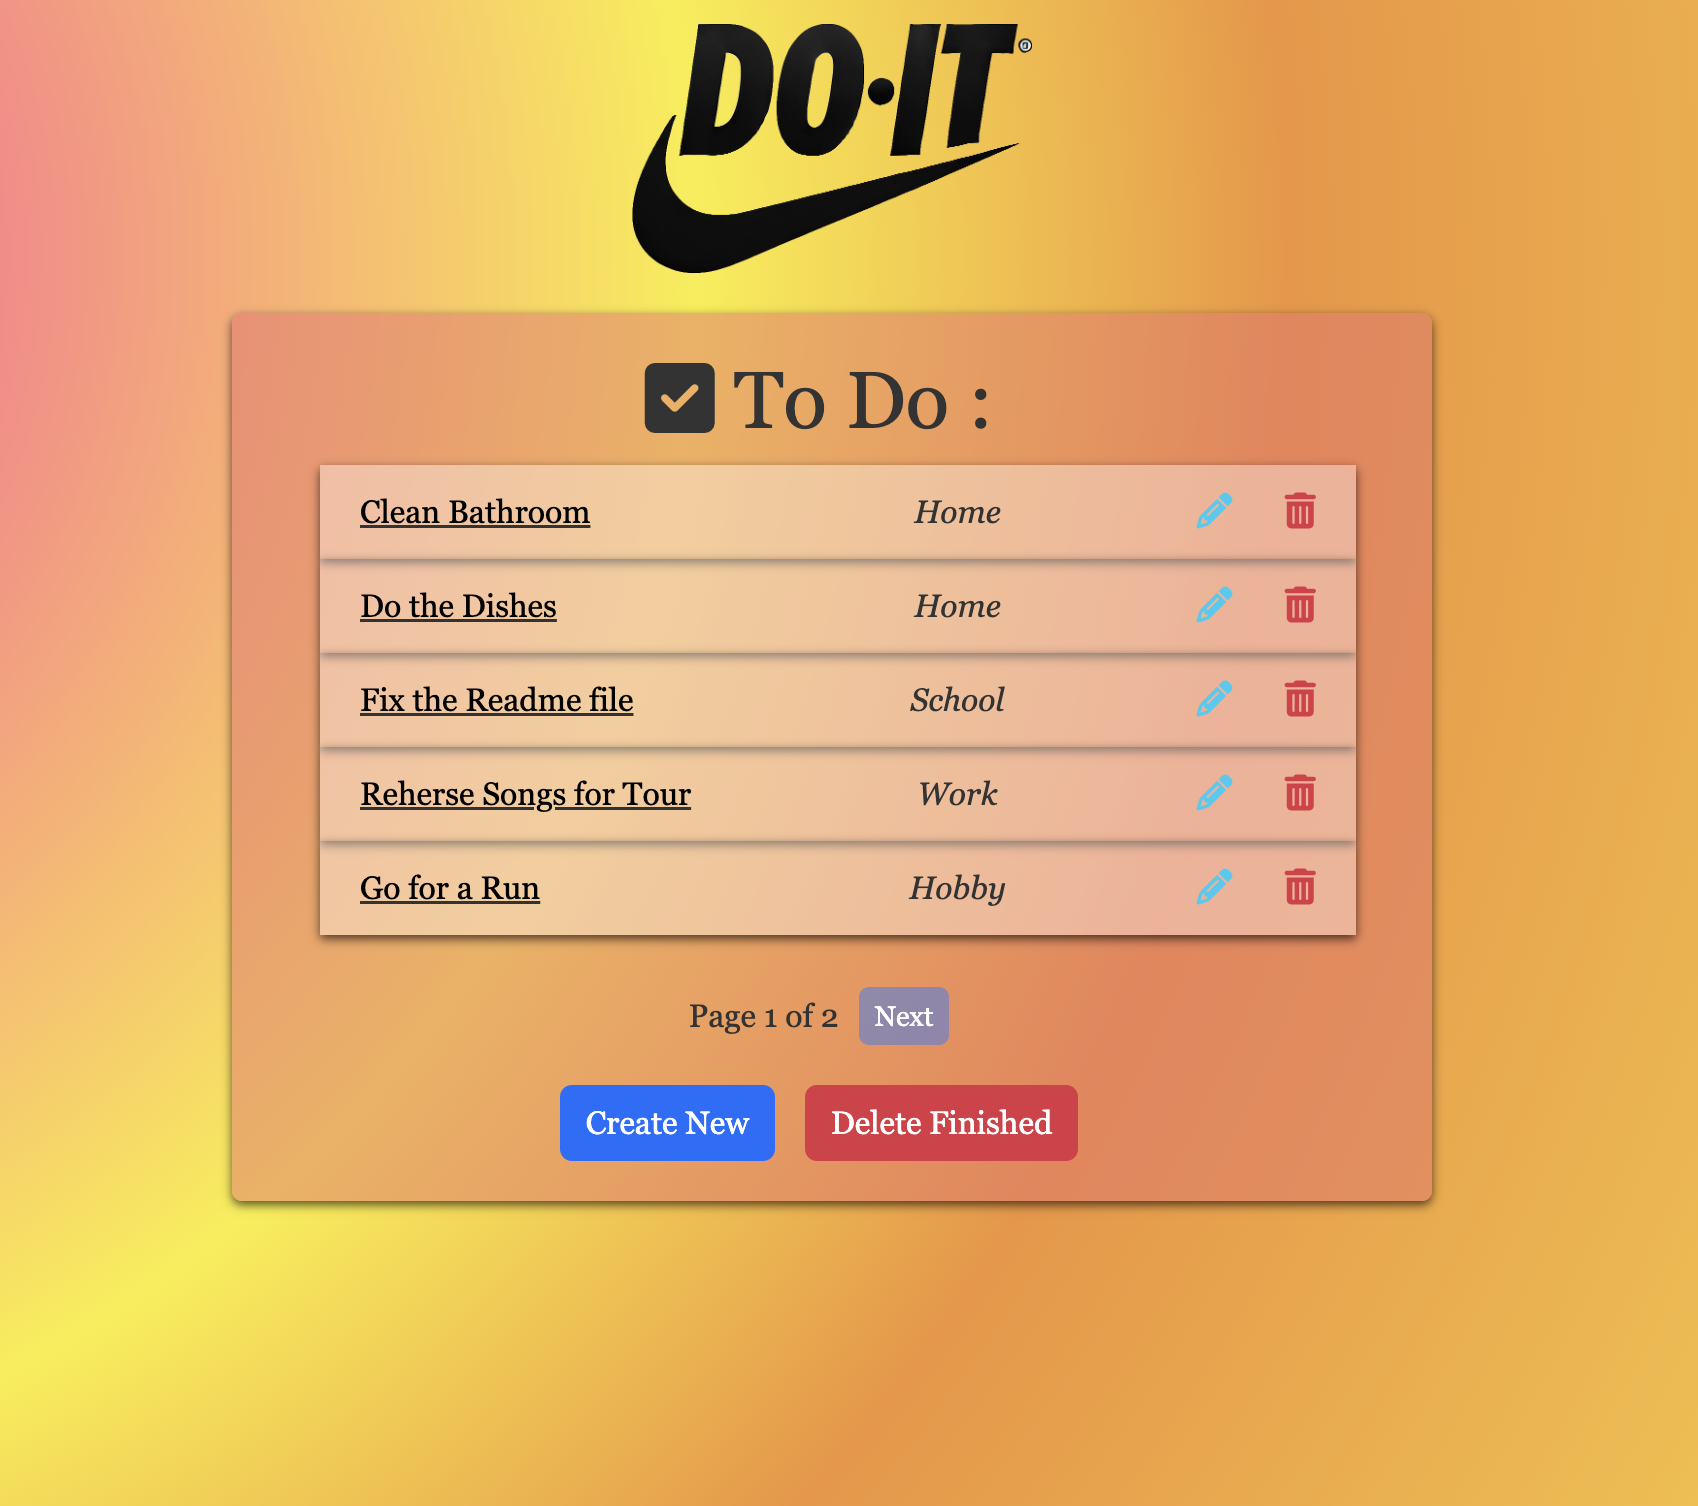 DO·IT®
To Do :
Clean Bathroom Home
Do the Dishes Home
Fix the Readme file School
Reherse Songs for Tour Work
Go for a Run Hobby
Page 1 of 2 Next
Create New Delete Finished